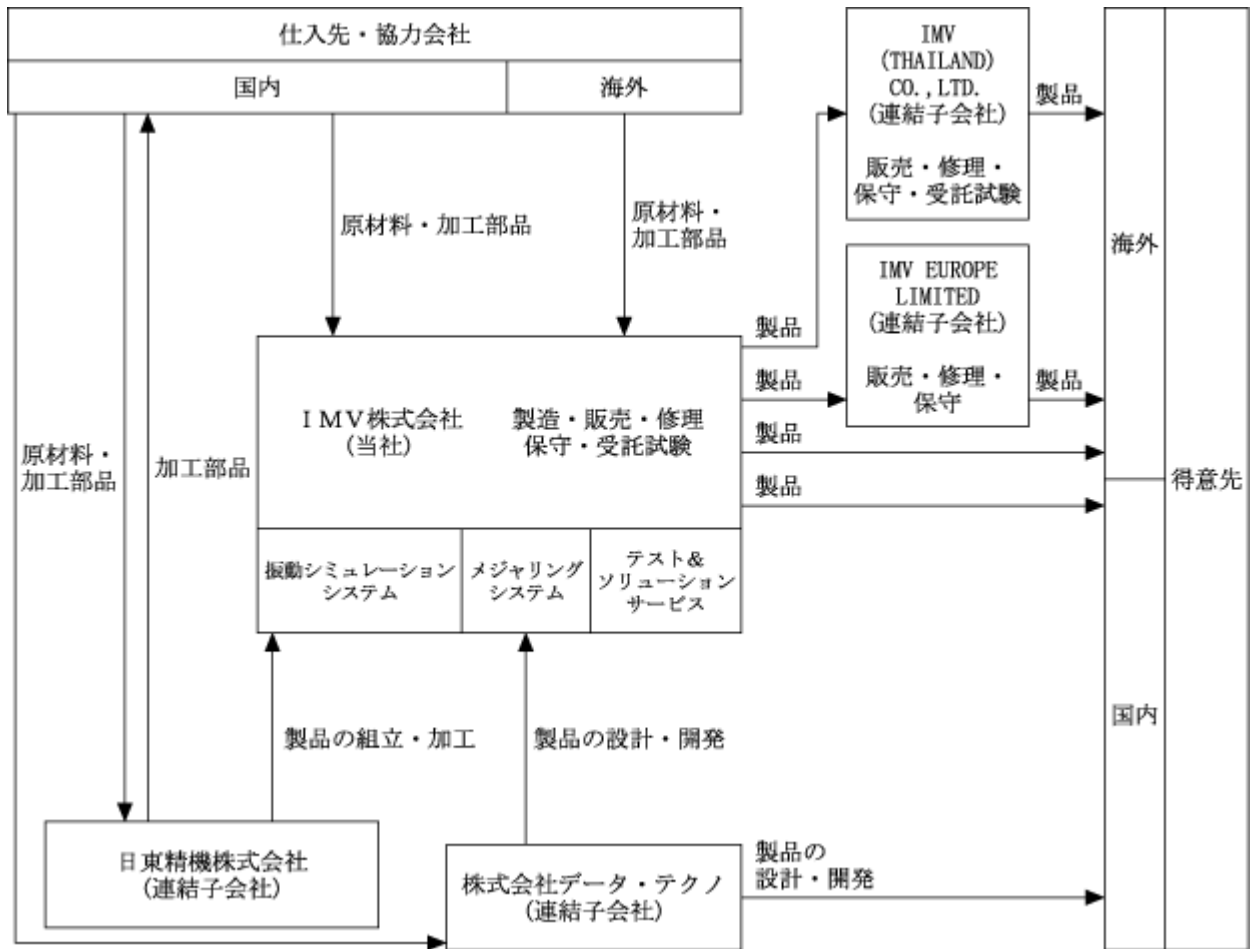 仕入先・協力会社
国内
海外
原材料・加工部品
原材料・
加工部品
IMV
(THAILAND)
CO.,LTD.
(連結子会社)
販売・修理・
保守・受託試験
製品
IMV EUROPE
LIMITED
(連結子会社)
販売・修理・
保守
製品
製品
製品
製品
製品
海外
国内
得意先
IMV株式会社
(当社)
製造・販売・修理
保守・受託試験
振動シミュレーション
システム
メジャリング
システム
テスト&
ソリューション
サービス
原材料・
加工部品
加工部品
製品の組立・加工
製品の設計・開発
日東精機株式会社
(連結子会社)
株式会社データ・テクノ
(連結子会社)
製品の
設計・開発